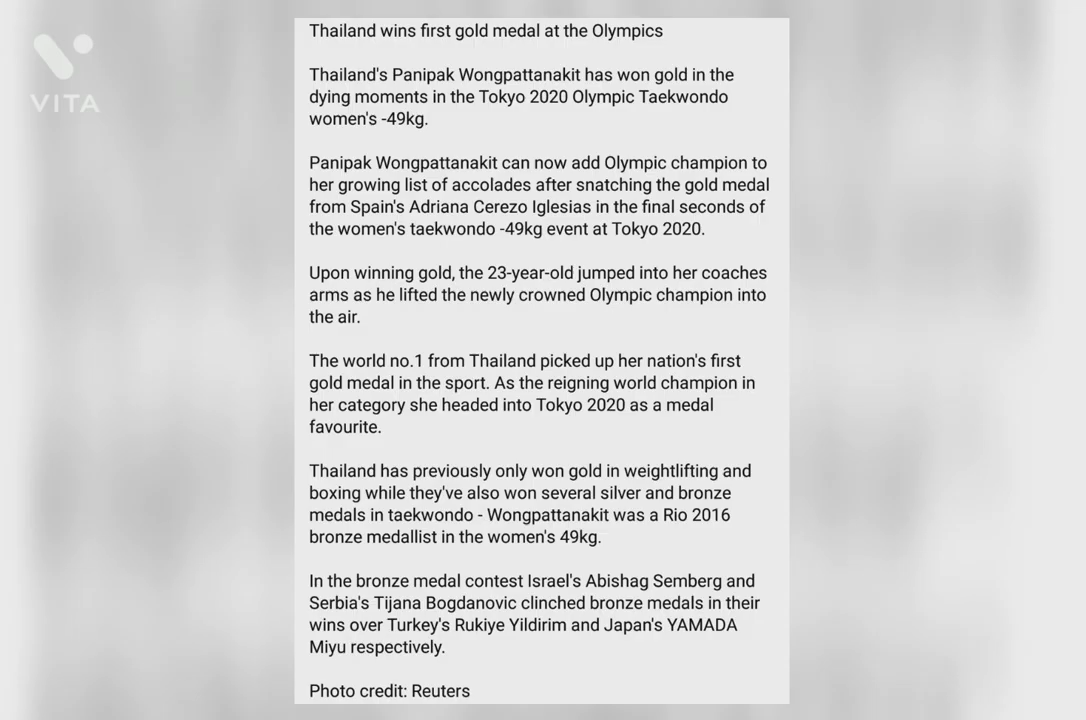 VITA
Thailand wins first gold medal at the Olympics
Thailand's Panipak Wongpattanakit has won gold in the
dying moments in the Tokyo 2020 Olympic Taekwondo
women's -49kg.
Panipak Wongpattanakit can now add Olympic champion to
her growing list of accolades after snatching the gold medal
from Spain's Adriana Cerezo Iglesias in the final seconds of
the women's taekwondo -49kg event at Tokyo 2020.
Upon winning gold, the 23-year-old jumped into her coaches
arms as he lifted the newly crowned Olympic champion into
the air.
The world no.1 from Thailand picked up her nation's first
gold medal in the sport. As the reigning world champion in
her category she headed into Tokyo 2020 as a medal
favourite.
Thailand has previously only won gold in weightlifting and
boxing while they've also won several silver and bronze
medals in taekwondo - Wongpattanakit was a Rio 2016
bronze medallist in the women's 49kg.
In the bronze medal contest Israel's Abishag Semberg and
Serbia's Tijana Bogdanovic clinched bronze medals in their
wins over Turkey's Rukiye Yildirim and Japan's YAMADA
Miyu respectively.
Photo credit: Reuters